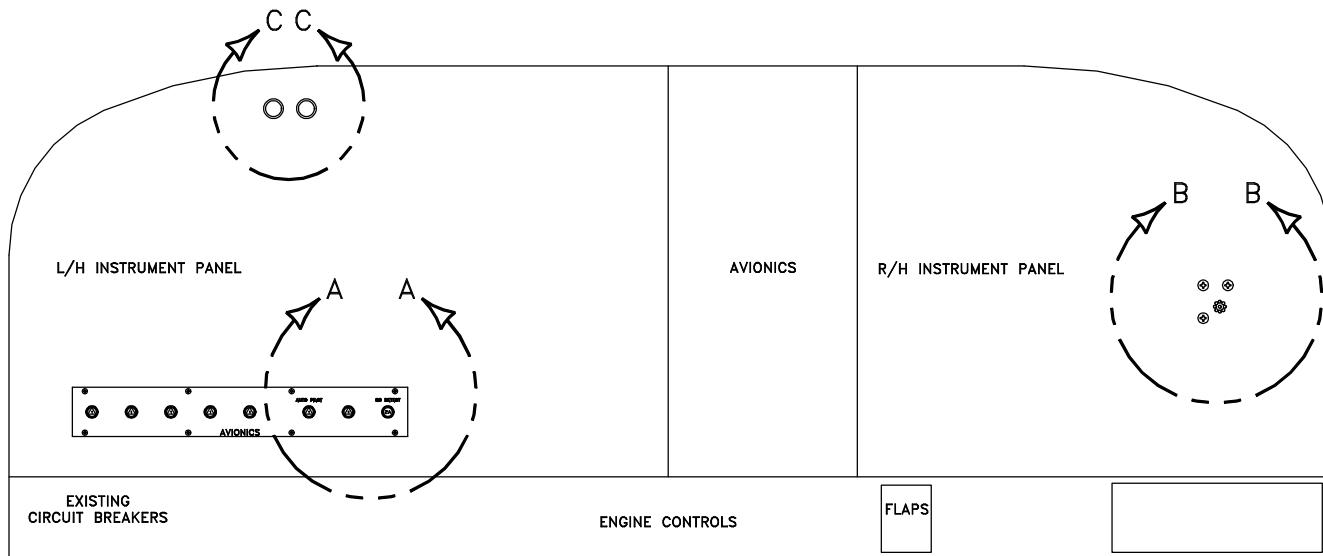 C C
B B
L/H INSTRUMENT PANEL
AVIONICS
R/H INSTRUMENT PANEL
A A
AVIONICS
EXISTING
CIRCUIT BREAKERS
ENGINE CONTROLS
FLAPS